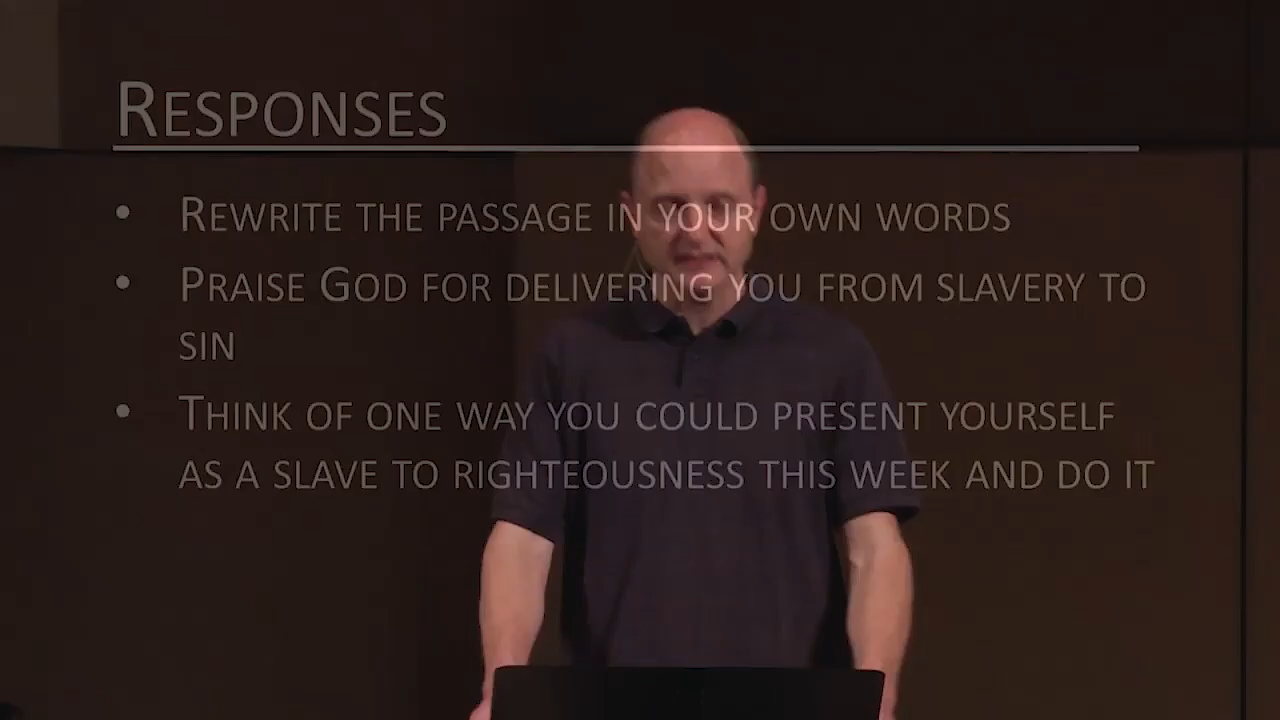 RESPONSES
• REWRITE THE PASSAGE IN YOUR OWN WORDS
• PRAISE GOD FOR DELIVERING YOU FROM SLAVERY TO
SIN
• THINK OF ONE WAY YOU COULD PRESENT YOURSELF
AS A SLAVE TO RIGHTEOUSNESS THIS WEEK AND DO IT